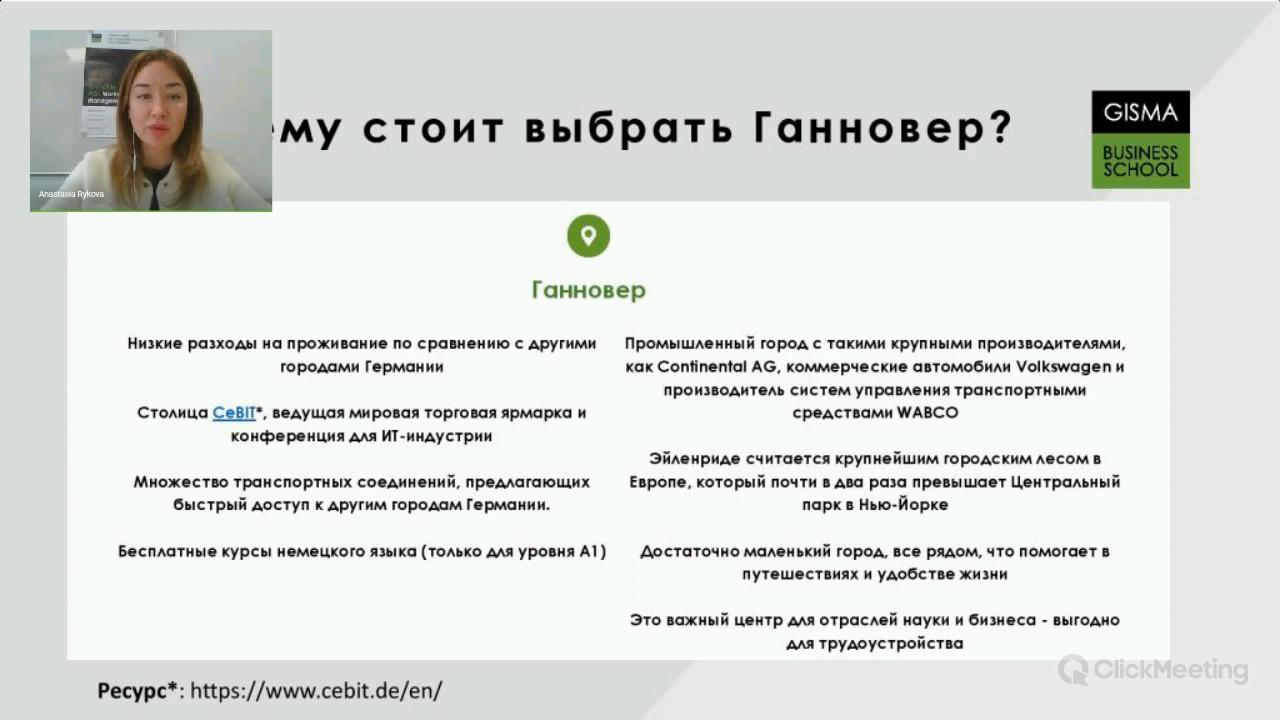 ему стоит выбрать Ганновер?
GISMA
BUSINESS
SCHOOL
Anastasia Rykova
Ганновер
Низкие разходы на проживание по сравнению с другими
городами Германии
Столица CeBIT*, ведущая мировая торговая ярмарка и
конференция для ИТ-индустрии
Множество транспортных соединений, предлагающих
быстрый доступ к другим городам Германии.
Бесплатные курсы немецкого языка (только для уровня А1)
Промышленный город с такими крупными производителями,
как Continental AG, коммерческие автомобили Volkswagen и
производитель систем управления транспортными
средствами WABCO
Эйленриде считается крупнейшим городским лесом в
Европе, который почти в два раза превышает Центральный
парк в Нью-Йорке
Достаточно маленький город, все рядом, что помогает в
путешествиях и удобстве жизни
Это важный центр для отраслей науки и бизнеса - выгодно
для трудоустройства
Ресурс*: https://www.cebit.de/en/
ClickMeeting